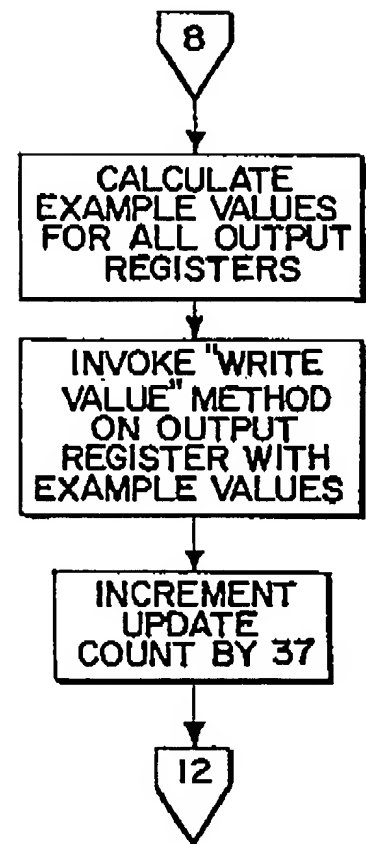 8
CALCULATE
EXAMPLE VALUES
FOR ALL OUTPUT
REGISTERS
INVOKE "WRITE
VALUE" METHOD
ON OUTPUT
REGISTER WITH
EXAMPLE VALUES
INCREMENT
UPDATE
COUNT BY 37
12